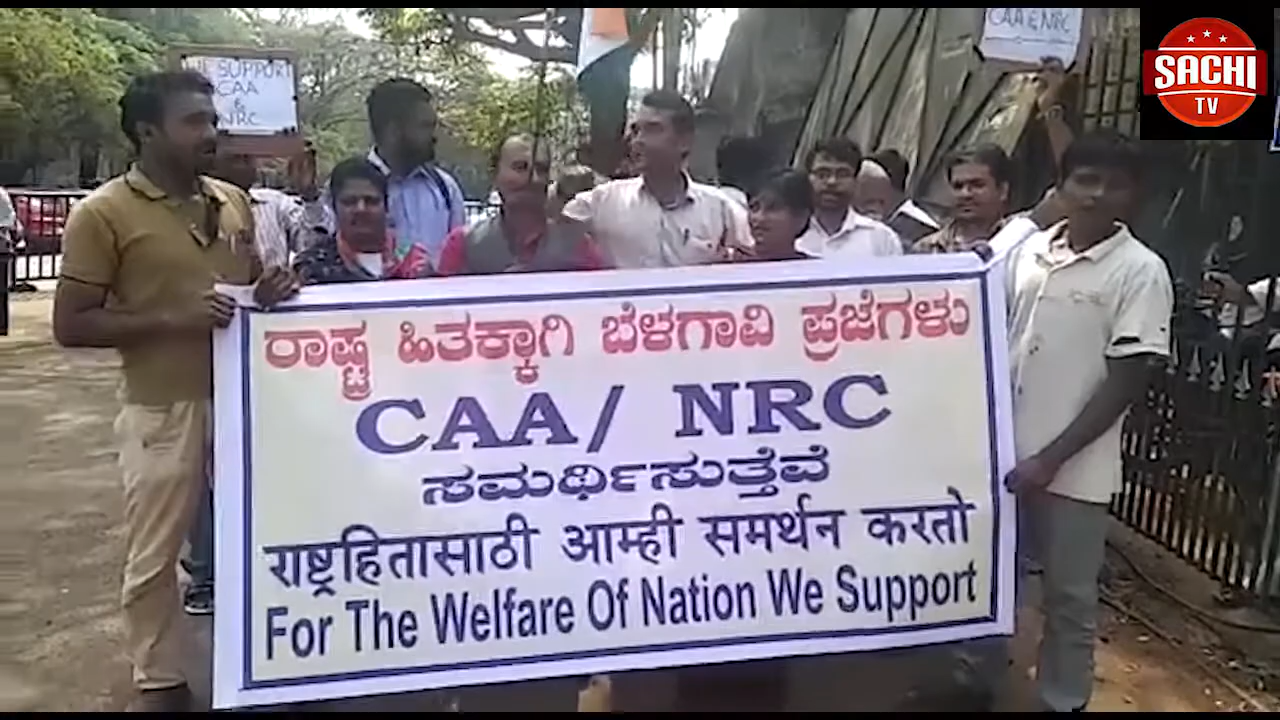 WE SUPPORT
CAA
&
NRC
CAA & NRC
SACHI
TV
ರಾಷ್ಟ್ರ ಹಿತಕ್ಕಾಗಿ ಬೆಳಗಾವಿ ಪ್ರಜೆಗಳು
CAA/ NRC
ಸಮರ್ಥಿಸುತ್ತೆವೆ
राष्ट्रहितासाठी आम्ही समर्थन करतो
For The Welfare Of Nation We Support